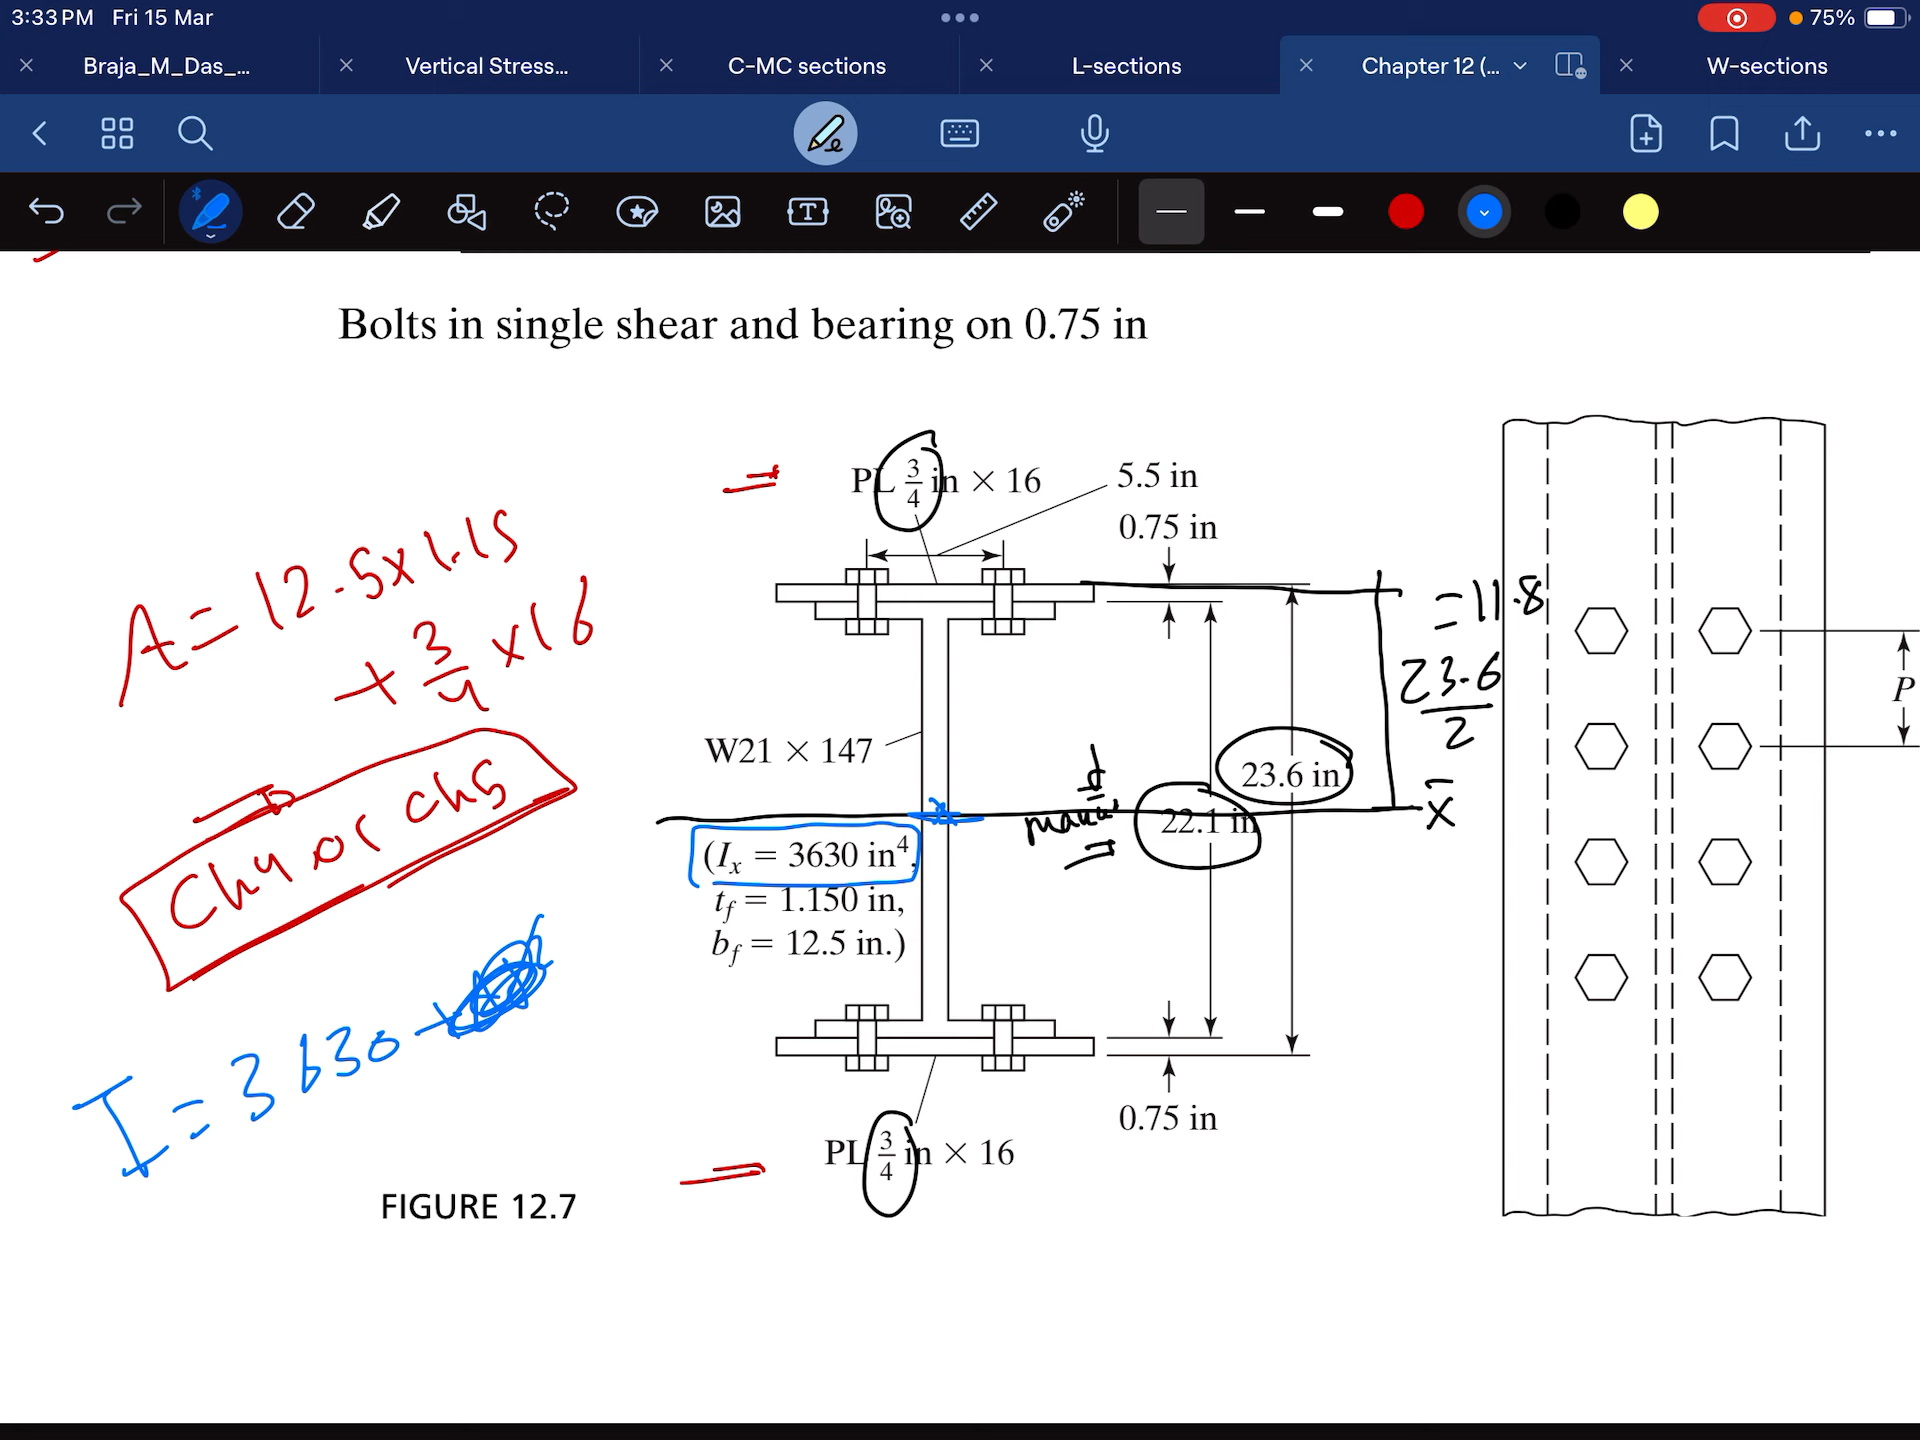 3:33 PM Fri 15 Mar
75%
Braja_M_Das_...
Vertical Stress...
C-MC sections
L-sections
Chapter 12 (...
W-sections
Bolts in single shear and bearing on 0.75 in
PL 3/4 in × 16
5.5 in
0.75 in
A = 12.5 x 1.15
+ 3/4 x 16
= 11.8
23.6
2
W21 × 147
23.6 in
d
22.1 in
x̄
(Iₓ = 3630 in⁴,
t_f = 1.150 in,
b_f = 12.5 in.)
Ch4 or ch5
I = 3630 +
P
0.75 in
PL 3/4 in × 16
FIGURE 12.7